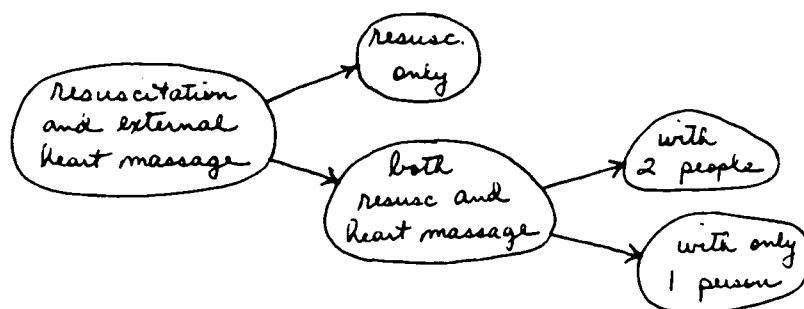 resuscitation
and external
heart massage
resusc.
only
both
resusc and
heart massage
with
2 people
with only
1 person